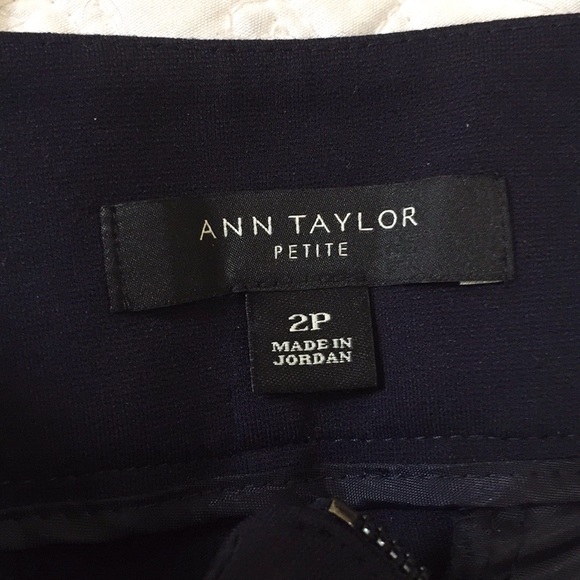 ANN TAYLOR
PETITE
2P
MADE IN
JORDAN